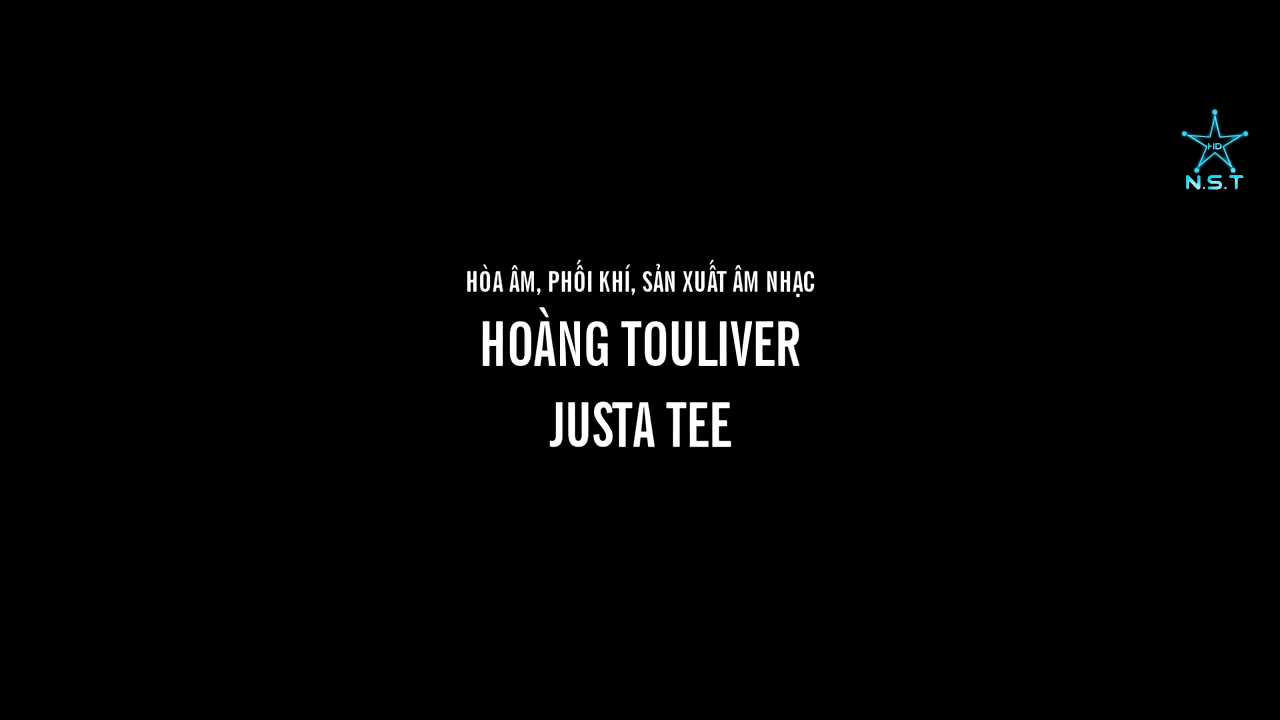 HD
N.S.T
HÒA ÂM, PHỐI KHÍ, SẢN XUẤT ÂM NHẠC
HOÀNG TOULIVER
JUSTA TEE